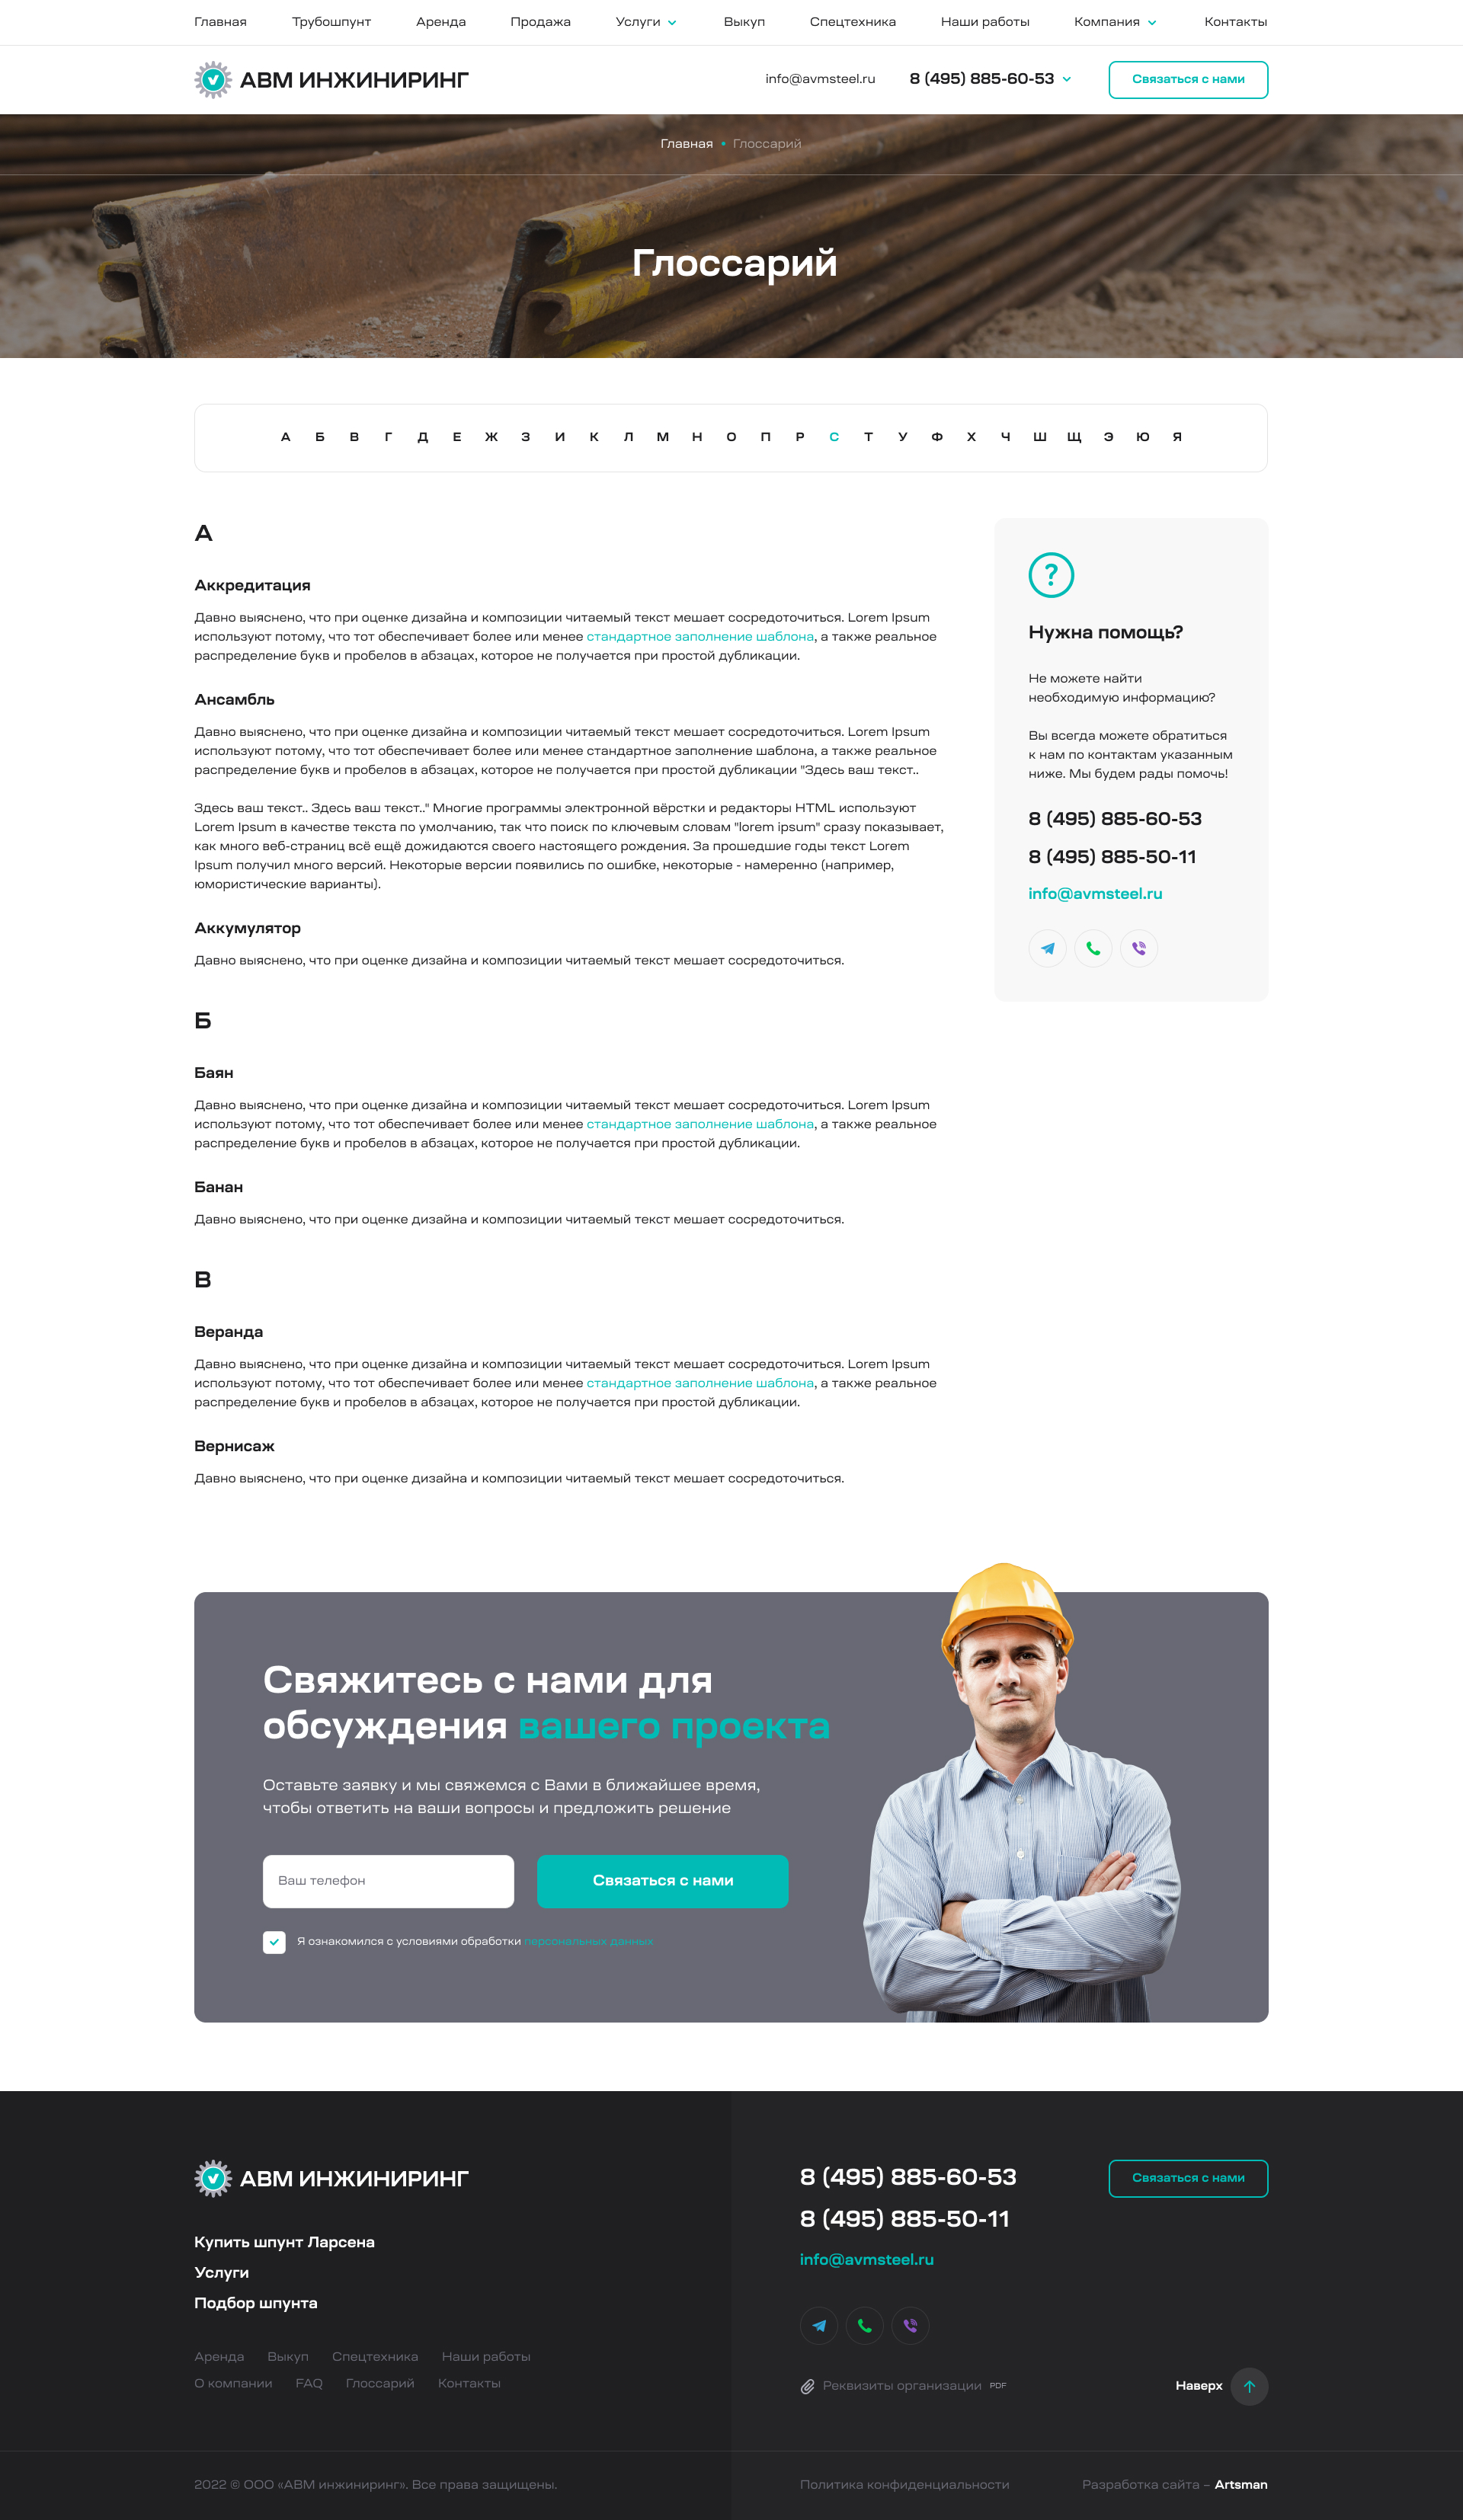 Главная Трубошпунт Аренда Продажа Услуги Выкуп Спецтехника Наши работы Компания Контакты
АВМ ИНЖИНИРИНГ info@avmsteel.ru 8 (495) 885-60-53 Связаться с нами
Главная • Глоссарий
Глоссарий
А Б В Г Д Е Ж З И К Л М Н О П Р С Т У Ф Х Ч Ш Щ Э Ю Я
А
Аккредитация
Давно выяснено, что при оценке дизайна и композиции читаемый текст мешает сосредоточиться. Lorem Ipsum
используют потому, что тот обеспечивает более или менее стандартное заполнение шаблона, а также реальное
распределение букв и пробелов в абзацах, которое не получается при простой дубликации.
Ансамбль
Давно выяснено, что при оценке дизайна и композиции читаемый текст мешает сосредоточиться. Lorem Ipsum
используют потому, что тот обеспечивает более или менее стандартное заполнение шаблона, а также реальное
распределение букв и пробелов в абзацах, которое не получается при простой дубликации "Здесь ваш текст..
Здесь ваш текст.. Здесь ваш текст.." Многие программы электронной вёрстки и редакторы HTML используют
Lorem Ipsum в качестве текста по умолчанию, так что поиск по ключевым словам "lorem ipsum" сразу показывает,
как много веб-страниц всё ещё дожидаются своего настоящего рождения. За прошедшие годы текст Lorem
Ipsum получил много версий. Некоторые версии появились по ошибке, некоторые - намеренно (например,
юмористические варианты).
Аккумулятор
Давно выяснено, что при оценке дизайна и композиции читаемый текст мешает сосредоточиться.
Б
Баян
Давно выяснено, что при оценке дизайна и композиции читаемый текст мешает сосредоточиться. Lorem Ipsum
используют потому, что тот обеспечивает более или менее стандартное заполнение шаблона, а также реальное
распределение букв и пробелов в абзацах, которое не получается при простой дубликации.
Банан
Давно выяснено, что при оценке дизайна и композиции читаемый текст мешает сосредоточиться.
В
Веранда
Давно выяснено, что при оценке дизайна и композиции читаемый текст мешает сосредоточиться. Lorem Ipsum
используют потому, что тот обеспечивает более или менее стандартное заполнение шаблона, а также реальное
распределение букв и пробелов в абзацах, которое не получается при простой дубликации.
Вернисаж
Давно выяснено, что при оценке дизайна и композиции читаемый текст мешает сосредоточиться.
?
Нужна помощь?
Не можете найти
необходимую информацию?
Вы всегда можете обратиться
к нам по контактам указанным
ниже. Мы будем рады помочь!
8 (495) 885-60-53
8 (495) 885-50-11
info@avmsteel.ru
Свяжитесь с нами для
обсуждения вашего проекта
Оставьте заявку и мы свяжемся с Вами в ближайшее время,
чтобы ответить на ваши вопросы и предложить решение
Ваш телефон Связаться с нами
Я ознакомился с условиями обработки персональных данных
АВМ ИНЖИНИРИНГ
Купить шпунт Ларсена
Услуги
Подбор шпунта
Аренда Выкуп Спецтехника Наши работы
О компании FAQ Глоссарий Контакты
8 (495) 885-60-53 Связаться с нами
8 (495) 885-50-11
info@avmsteel.ru
Реквизиты организации PDF Наверх
2022 © ООО «АВМ инжиниринг». Все права защищены. Политика конфиденциальности Разработка сайта – Artsman